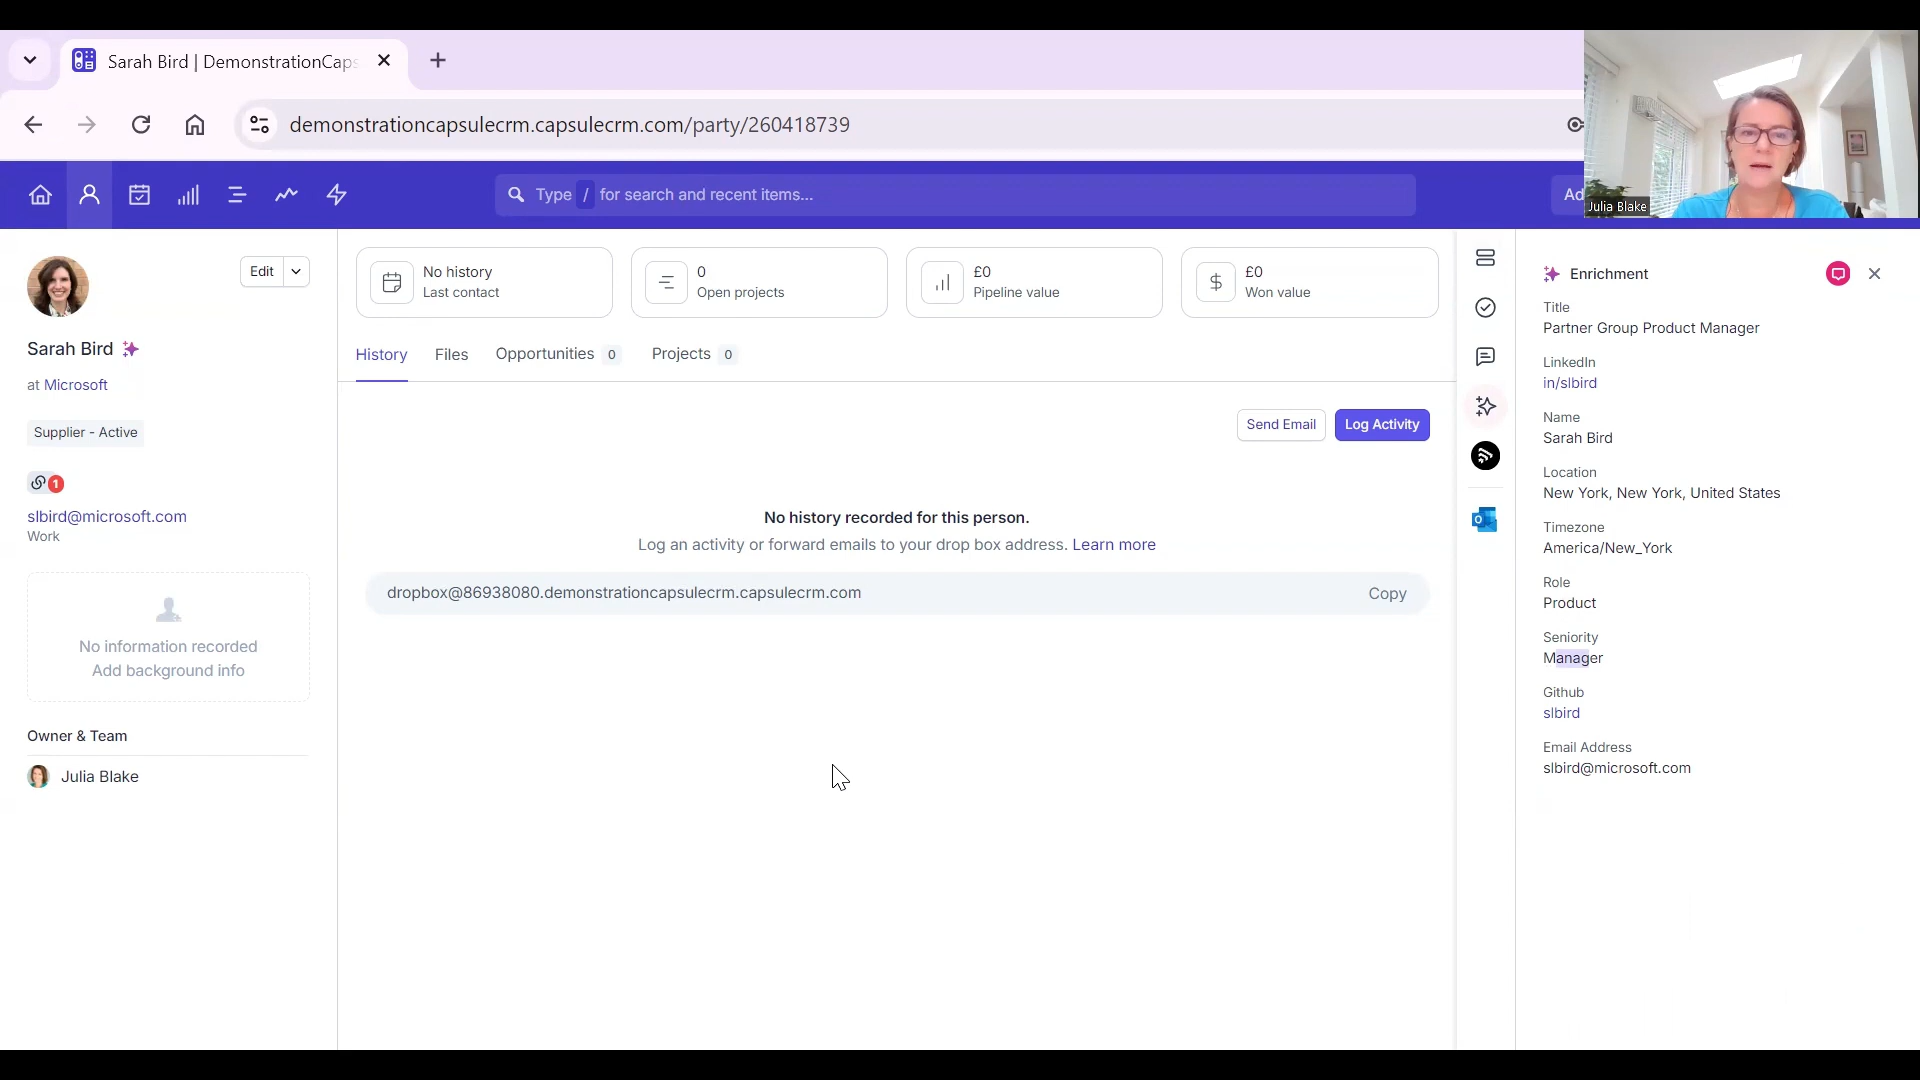 Sarah Bird | DemonstrationCaps
demonstrationcapsulecrm.capsulecrm.com/party/260418739
Type / for search and recent items...
Ad
Julia Blake
Edit
Sarah Bird
at Microsoft
Supplier - Active
1
slbird@microsoft.com
Work
No information recorded
Add background info
Owner & Team
Julia Blake
No history
Last contact
0
Open projects
£0
Pipeline value
$
£0
Won value
History
Files
Opportunities 0
Projects 0
Send Email
Log Activity
No history recorded for this person.
Log an activity or forward emails to your drop box address. Learn more
dropbox@86938080.demonstrationcapsulecrm.capsulecrm.com
Copy
Enrichment
Title
Partner Group Product Manager
LinkedIn
in/slbird
Name
Sarah Bird
Location
New York, New York, United States
Timezone
America/New_York
Role
Product
Seniority
Manager
Github
slbird
Email Address
slbird@microsoft.com